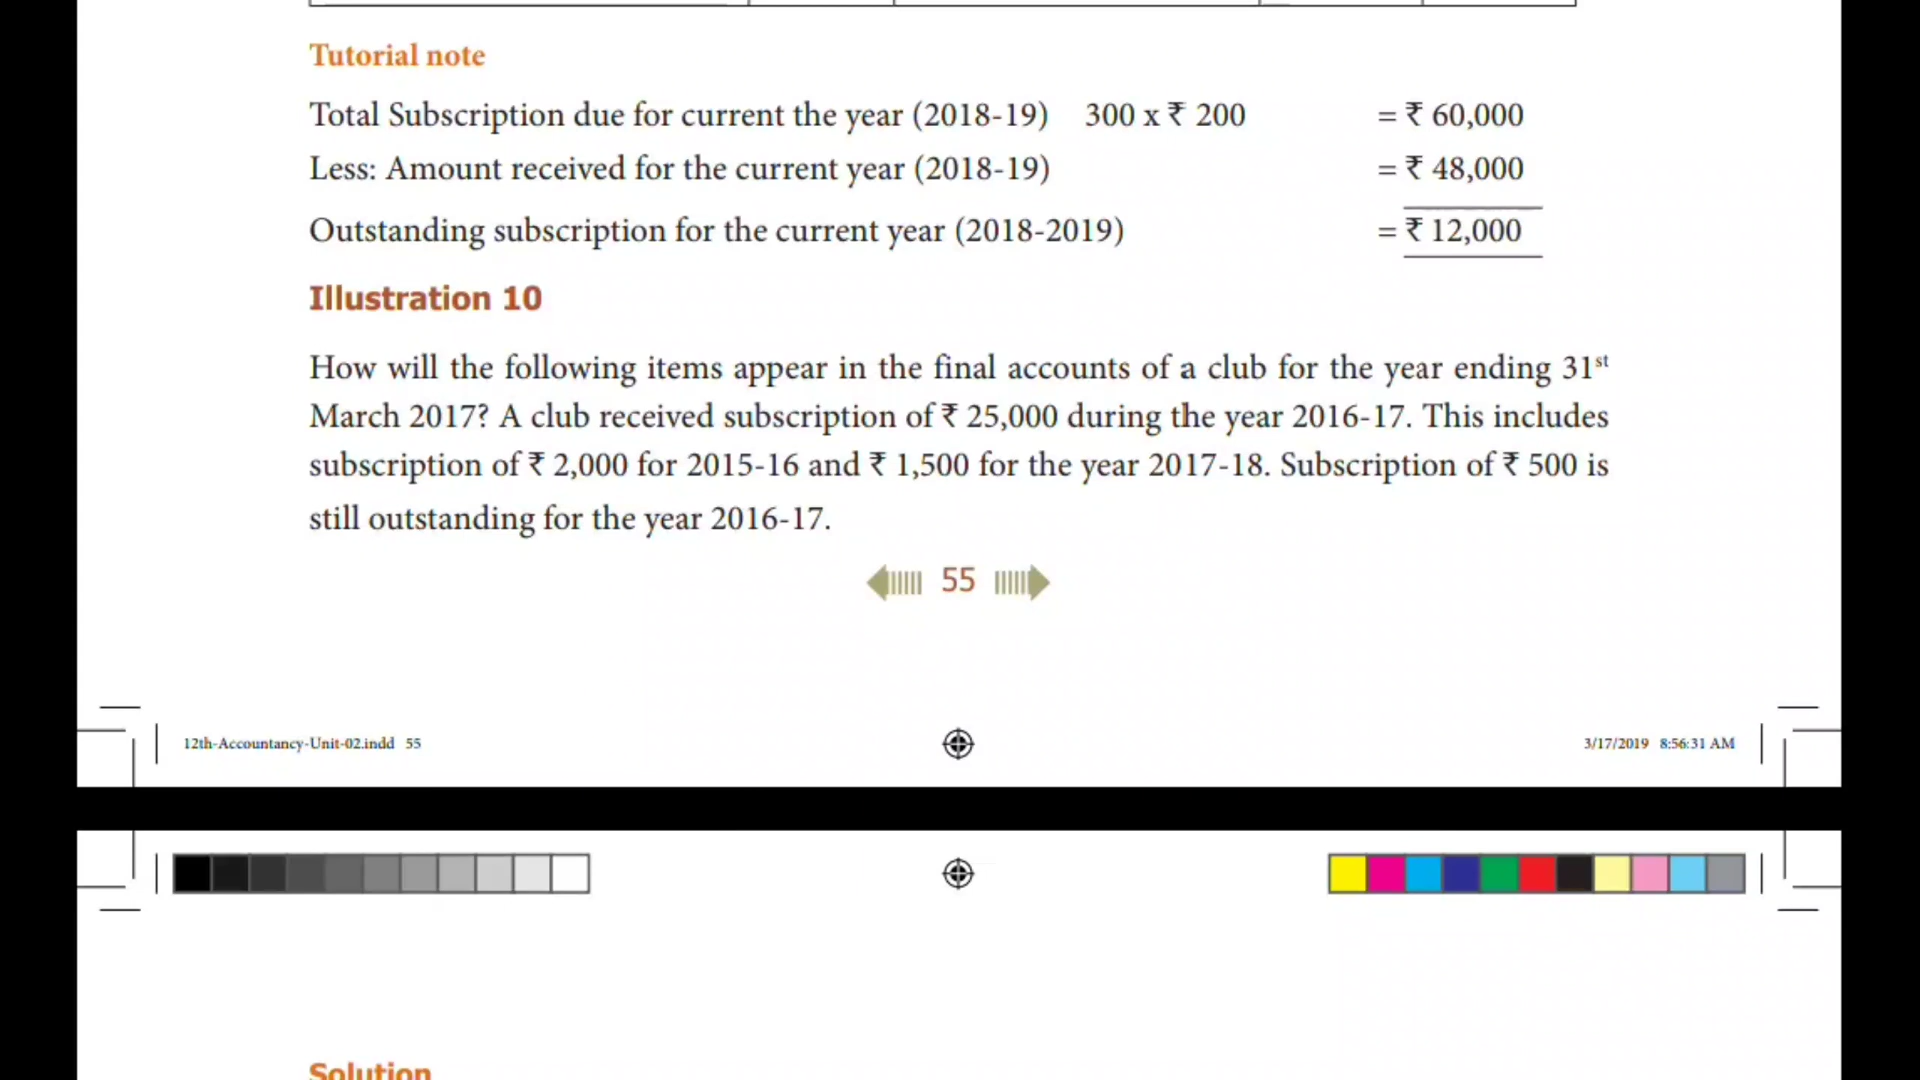 Tutorial note
Total Subscription due for current the year (2018-19) 300 x ₹ 200 = ₹ 60,000
Less: Amount received for the current year (2018-19) = ₹ 48,000
Outstanding subscription for the current year (2018-2019) = ₹ 12,000
Illustration 10
How will the following items appear in the final accounts of a club for the year ending 31st
March 2017? A club received subscription of ₹ 25,000 during the year 2016-17. This includes
subscription of ₹ 2,000 for 2015-16 and ₹ 1,500 for the year 2017-18. Subscription of ₹ 500 is
still outstanding for the year 2016-17.
55
12th-Accountancy-Unit-02.indd 55 3/17/2019 8:56:31 AM
Solution